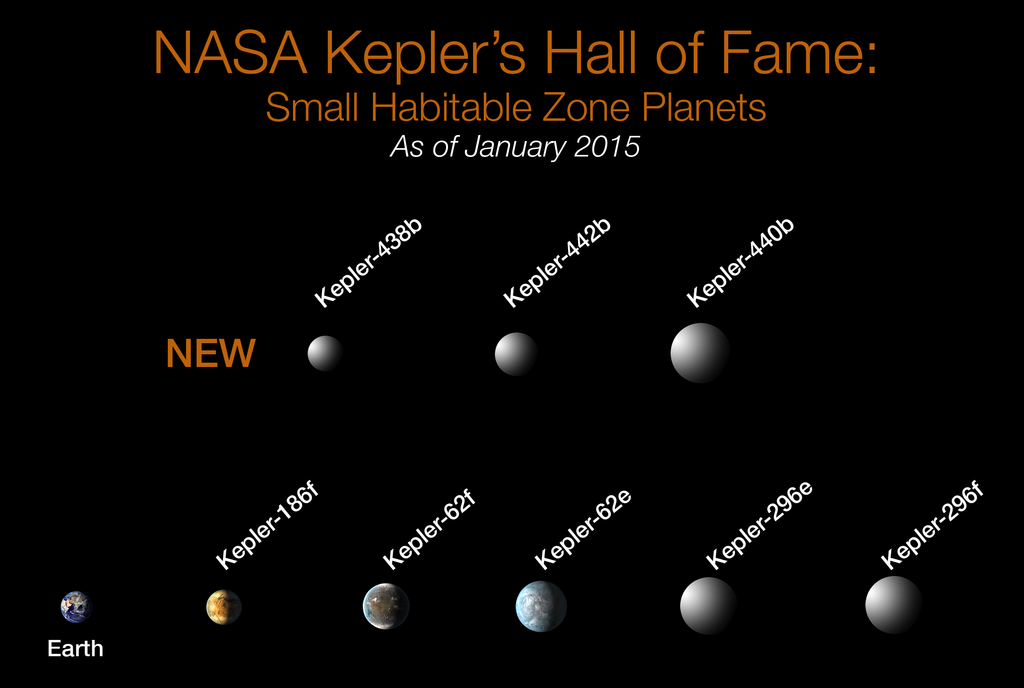 NASA Kepler's Hall of Fame:
Small Habitable Zone Planets
As of January 2015
Kepler-438b
Kepler-442b
Kepler-440b
NEW
Kepler-186f
Kepler-62f
Kepler-62e
Kepler-296e
Kepler-296f
Earth